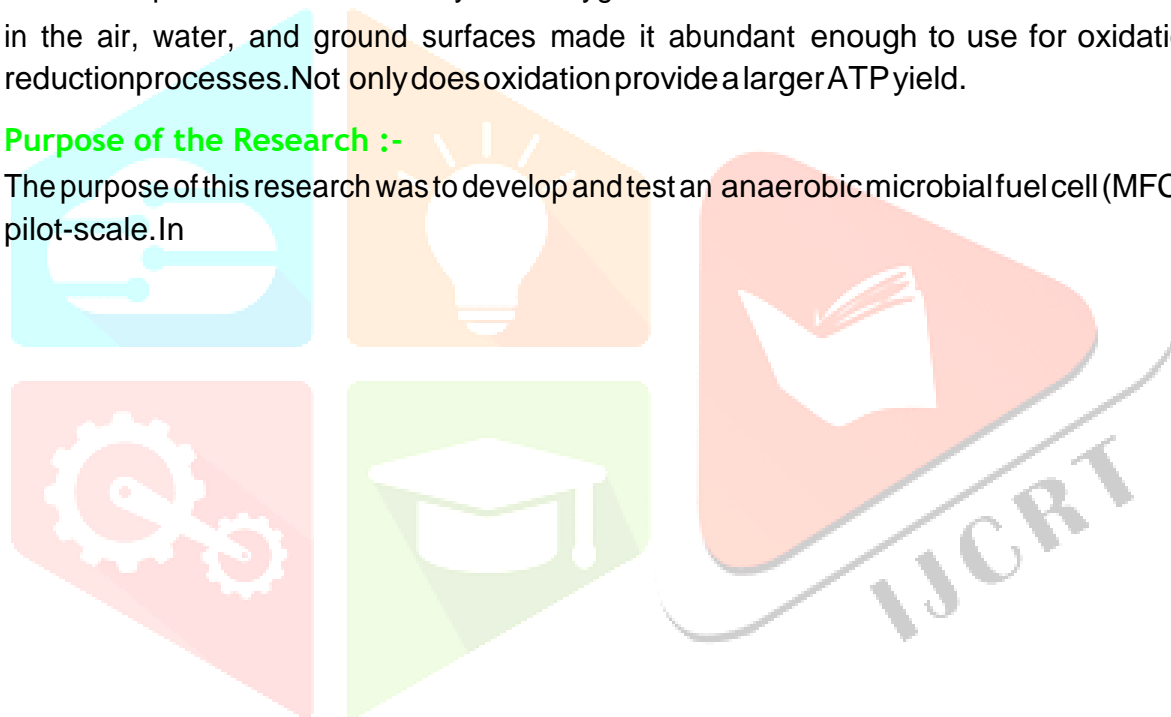 in the air, water, and ground surfaces made it abundant enough to use for oxidati
reductionprocesses.Not onlydoesoxidationprovidealargerATPyield.
Purpose of the Research :-
Thepurposeofthisresearchwastodevelopandtestan anaerobicmicrobialfuelcell(MFC
pilot-scale.In
IJCRT